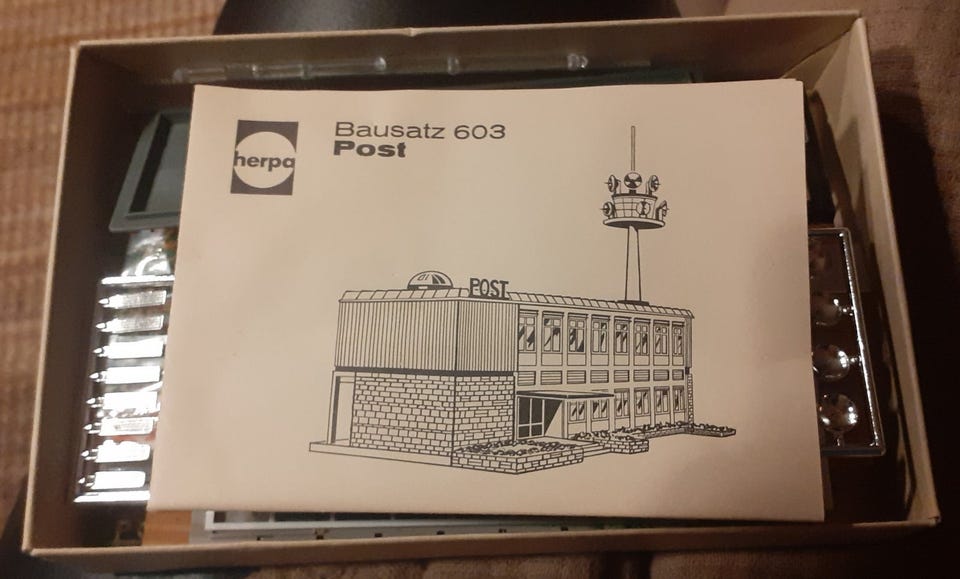 herpa
Bausatz 603
Post
POST